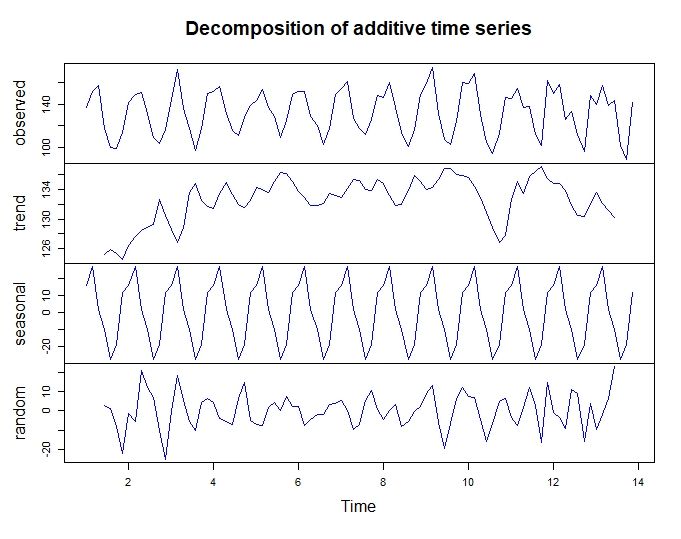 Decomposition of additive time series
observed
100 140
trend
126 130 134
seasonal
-20 0 10
random
-20 0 10
2 4 6 8 10 12 14
Time